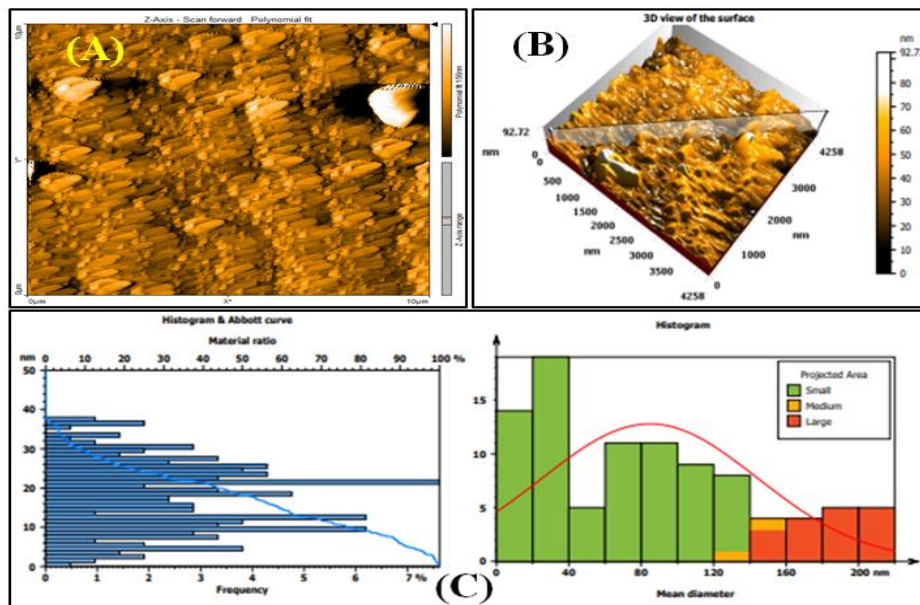 Z-Axis - Scan forward Polynomial fit
(A)
10µm
Y*
0µm
0µm
X*
10µm
Polynomial fit 156nm
Z-Axis range
3D view of the surface
(B)
nm
92.7
80
70
60
50
40
30
20
10
0
92.72
nm
0
0
500
1000
1500
2000
2500
3000
3500
4258
nm
0
1000
2000
nm
3000
4258
Histogram & Abbott curve
Material ratio
nm 0 10 20 30 40 50 60 70 80 90 100 %
50
40
30
20
10
0
0 1 2 3 4 5 6 7 %
Frequency
(C)
Histogram
Projected Area
Small
Medium
Large
15
10
5
0
0 40 80 120 160 200 nm
Mean diameter